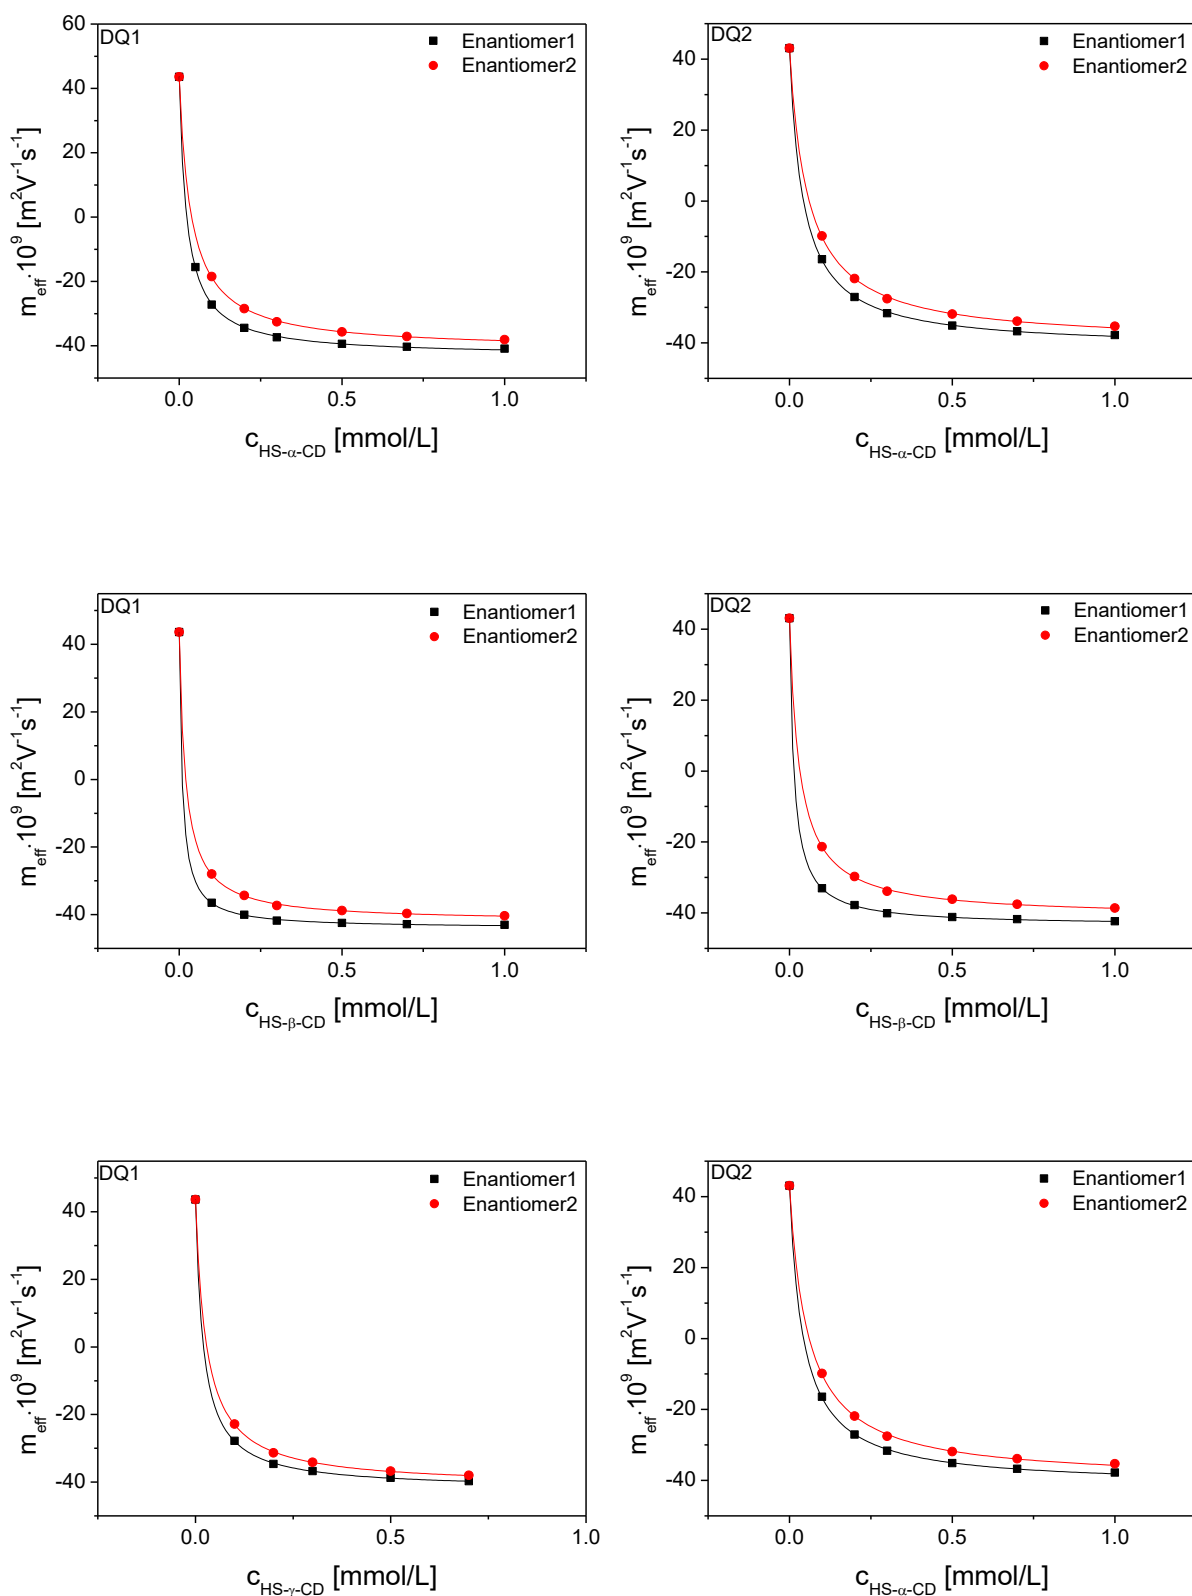 DQ1
Enantiomer1
Enantiomer2
60
40
20
0
-20
-40
0.0
0.5
1.0
m_eff·10^9 [m^2V^-1s^-1]
c_HS-α-CD [mmol/L]
DQ2
Enantiomer1
Enantiomer2
40
20
0
-20
-40
0.0
0.5
1.0
m_eff·10^9 [m^2V^-1s^-1]
c_HS-α-CD [mmol/L]
DQ1
Enantiomer1
Enantiomer2
40
20
0
-20
-40
0.0
0.5
1.0
m_eff·10^9 [m^2V^-1s^-1]
c_HS-β-CD [mmol/L]
DQ2
Enantiomer1
Enantiomer2
40
20
0
-20
-40
0.0
0.5
1.0
m_eff·10^9 [m^2V^-1s^-1]
c_HS-β-CD [mmol/L]
DQ1
Enantiomer1
Enantiomer2
40
20
0
-20
-40
0.0
0.5
1.0
m_eff·10^9 [m^2V^-1s^-1]
c_HS-γ-CD [mmol/L]
DQ2
Enantiomer1
Enantiomer2
40
20
0
-20
-40
0.0
0.5
1.0
m_eff·10^9 [m^2V^-1s^-1]
c_HS-α-CD [mmol/L]